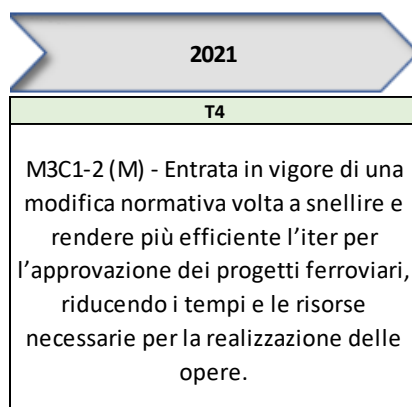 2021
T4
M3C1-2 (M) - Entrata in vigore di una
modifica normativa volta a snellire e
rendere più efficiente l’iter per
l’approvazione dei progetti ferroviari,
riducendo i tempi e le risorse
necessarie per la realizzazione delle
opere.